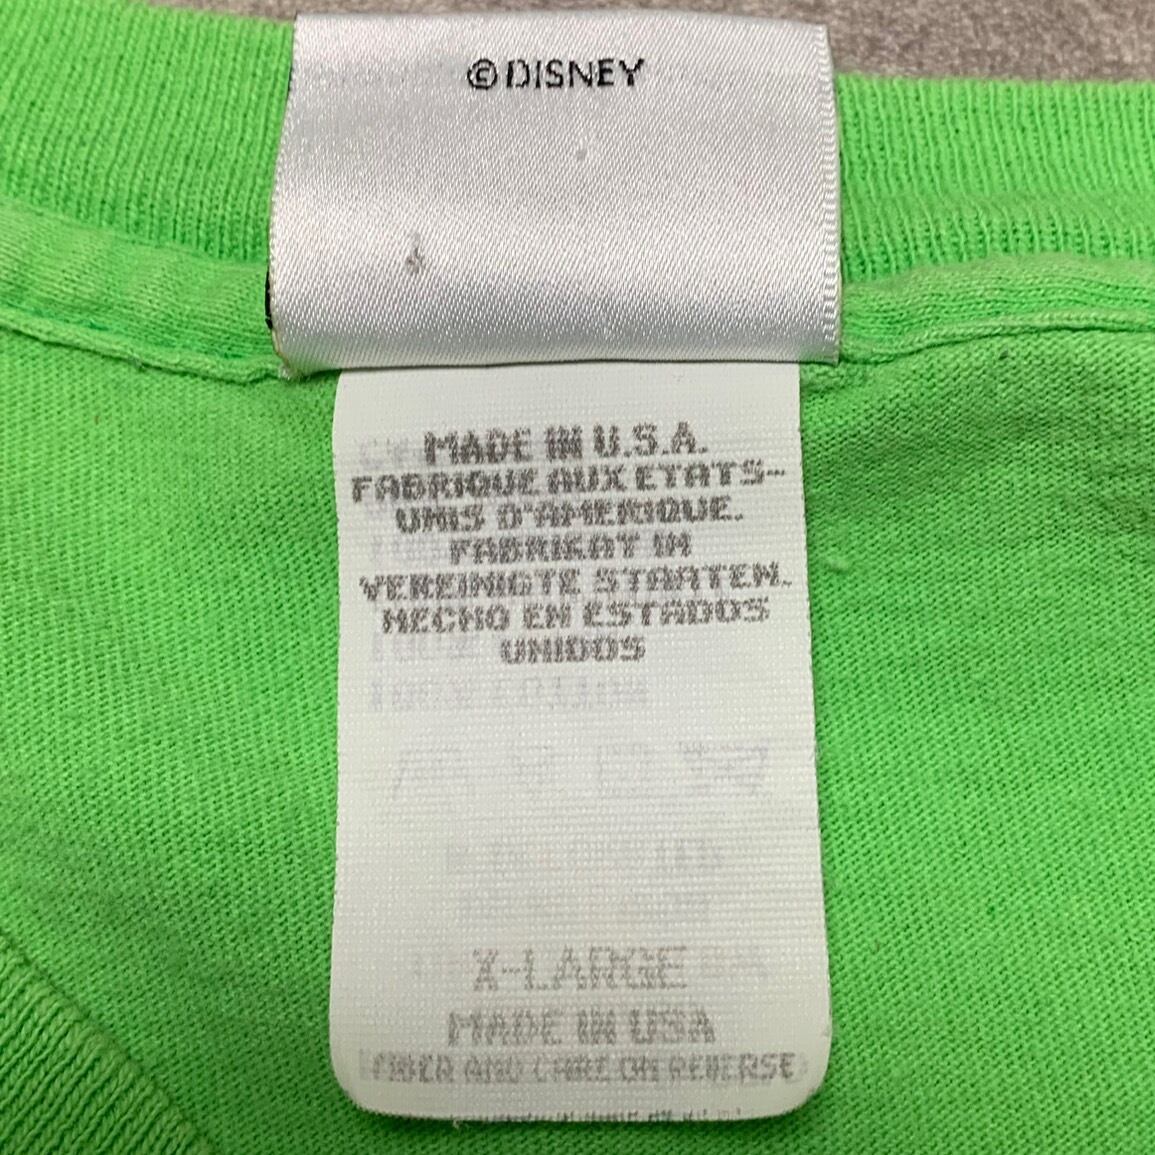 ©DISNEY
MADE IN U.S.A.
FABRIQUE AUX ETATS-
UNIS D'AMERIQUE.
FABRIKAT IN
VEREINIGTE STAATEN.
HECHO EN ESTADOS
UNIDOS
X-LARGE
MADE IN USA
FIBER AND CARE ON REVERSE